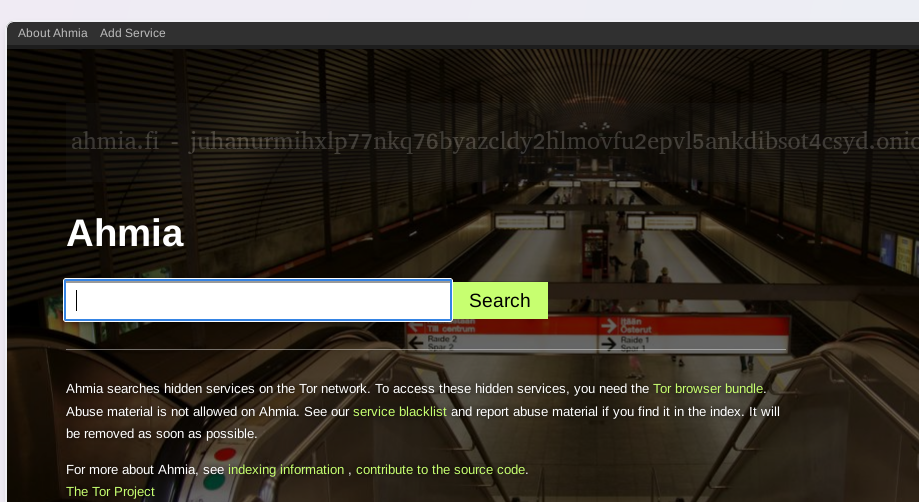 About Ahmia Add Service
ahmia.fi - juhanurmihxlp77nkq76byazcldy2hlmovfu2epvl5ankdibsot4csyd.onio
Ahmia
Search
Till centrum
Itään
Österut
Raide 2
Spår 2
Raide 1
Spår 1
Ahmia searches hidden services on the Tor network. To access these hidden services, you need the Tor browser bundle.
Abuse material is not allowed on Ahmia. See our service blacklist and report abuse material if you find it in the index. It will
be removed as soon as possible.
For more about Ahmia, see indexing information , contribute to the source code.
The Tor Project